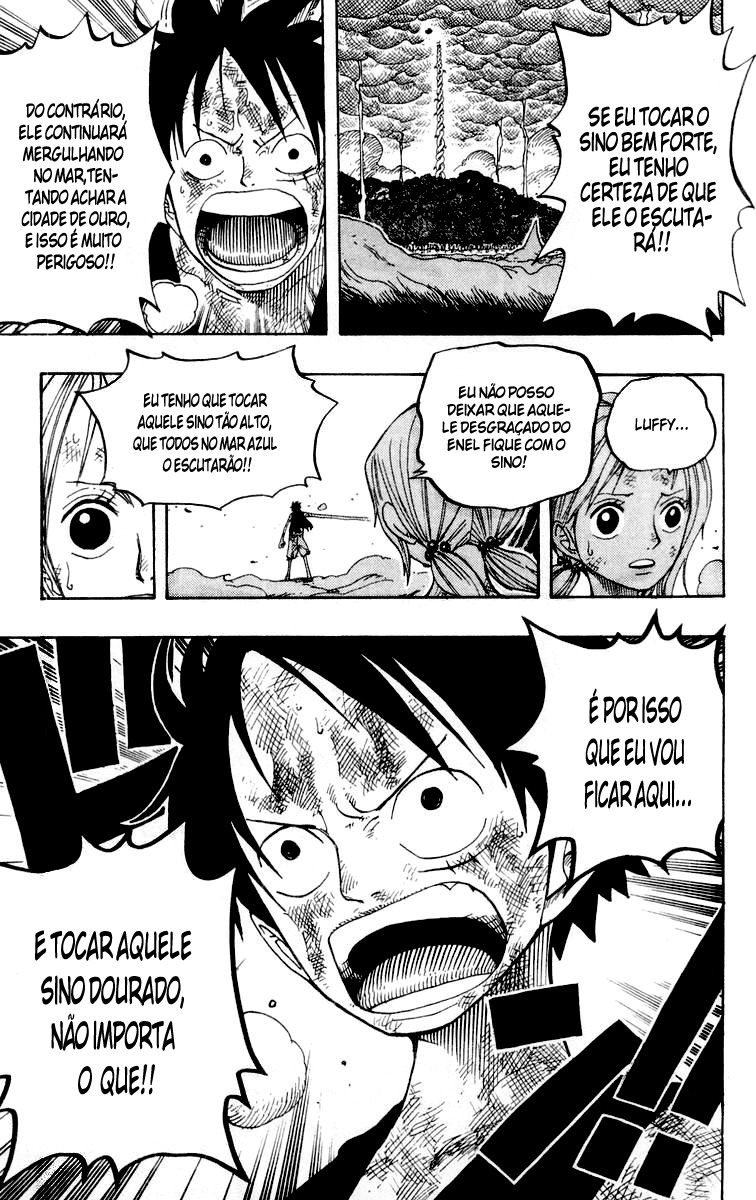 SE EU TOCAR O
SINO BEM FORTE,
EU TENHO
CERTEZA DE QUE
ELE O ESCUTA-
RÁ!!
DO CONTRÁRIO,
ELE CONTINUARÁ
MERGULHANDO
NO MAR,TEN-
TANDO ACHAR A
CIDADE DE OURO,
E ISSO É MUITO
PERIGOSO!!
LUFFY...
EU NÃO POSSO
DEIXAR QUE AQUE-
LE DESGRAÇADO DO
ENEL FIQUE COM O
SINO!
EU TENHO QUE TOCAR
AQUELE SINO TÃO ALTO,
QUE TODOS NO MAR AZUL
O ESCUTARÃO!!
É POR ISSO
QUE EU VOU
FICAR AQUI...
E TOCAR AQUELE
SINO DOURADO,
NÃO IMPORTA
O QUE!!